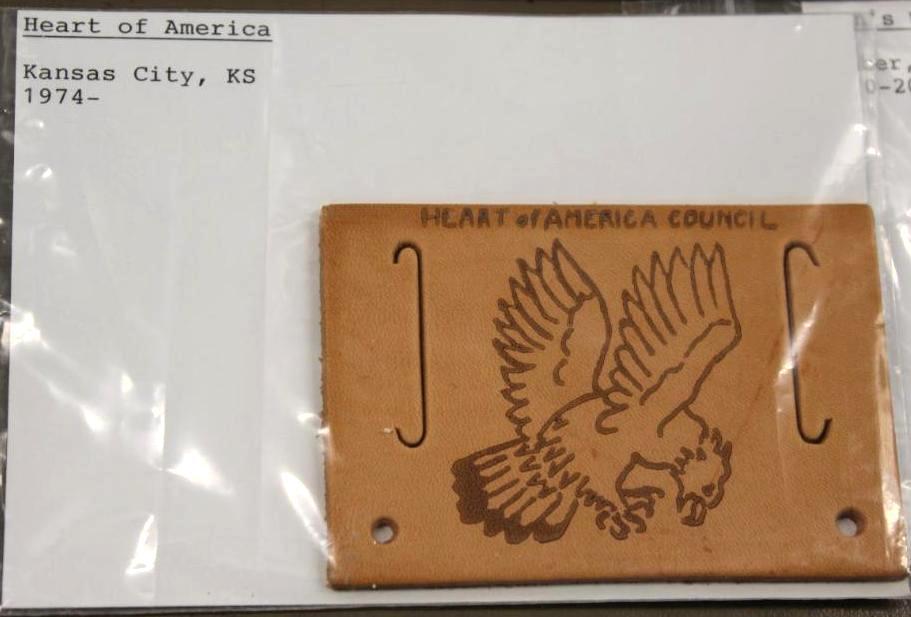 Heart of America
Kansas City, KS
1974-
HEART of AMERICA COUNCIL